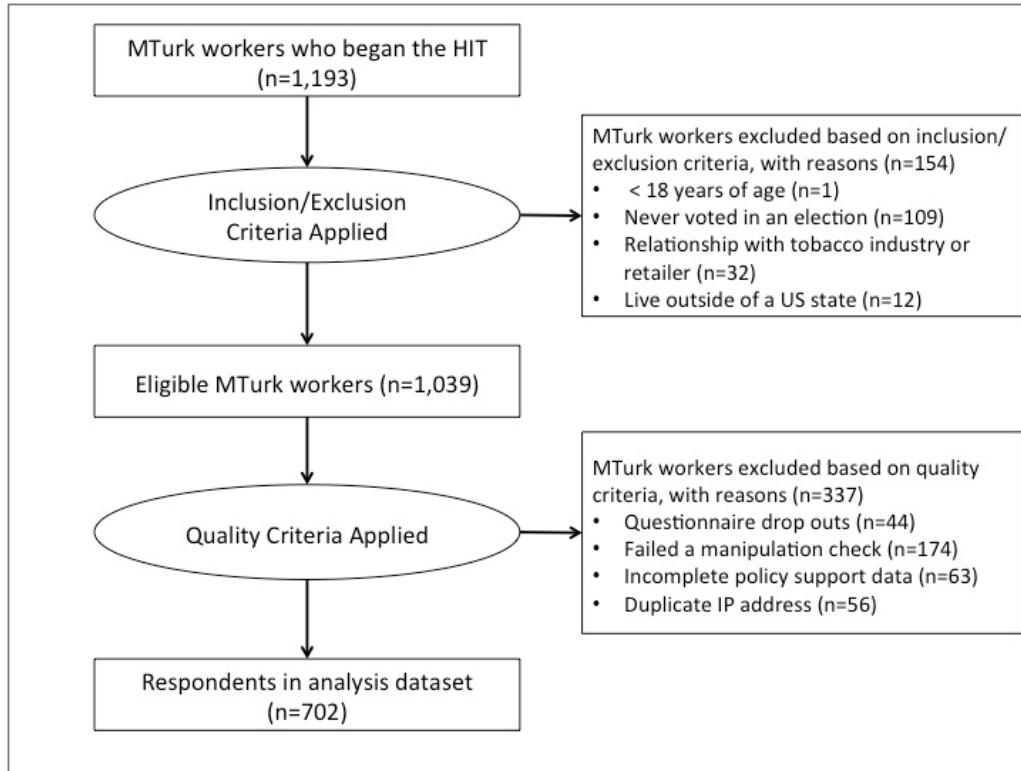 MTurk workers who began the HIT
(n=1,193)
MTurk workers excluded based on inclusion/
exclusion criteria, with reasons (n=154)
• < 18 years of age (n=1)
• Never voted in an election (n=109)
• Relationship with tobacco industry or
retailer (n=32)
• Live outside of a US state (n=12)
Inclusion/Exclusion
Criteria Applied
Eligible MTurk workers (n=1,039)
MTurk workers excluded based on quality
criteria, with reasons (n=337)
• Questionnaire drop outs (n=44)
• Failed a manipulation check (n=174)
• Incomplete policy support data (n=63)
• Duplicate IP address (n=56)
Quality Criteria Applied
Respondents in analysis dataset
(n=702)